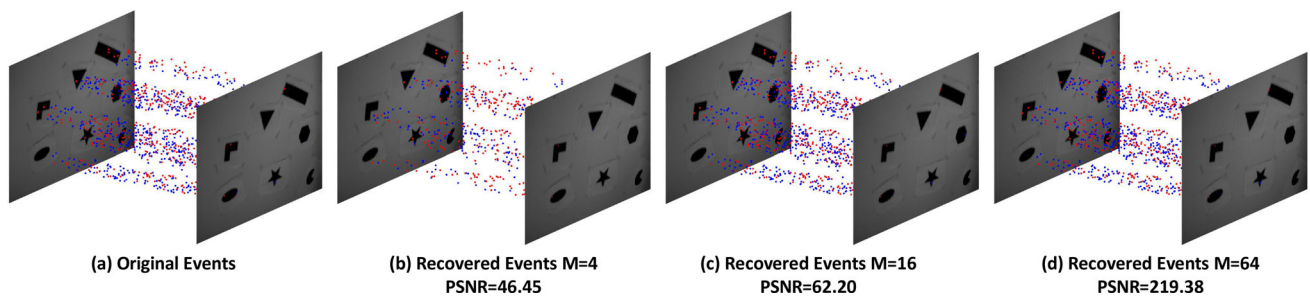 (a) Original Events
(b) Recovered Events M=4
PSNR=46.45
(c) Recovered Events M=16
PSNR=62.20
(d) Recovered Events M=64
PSNR=219.38